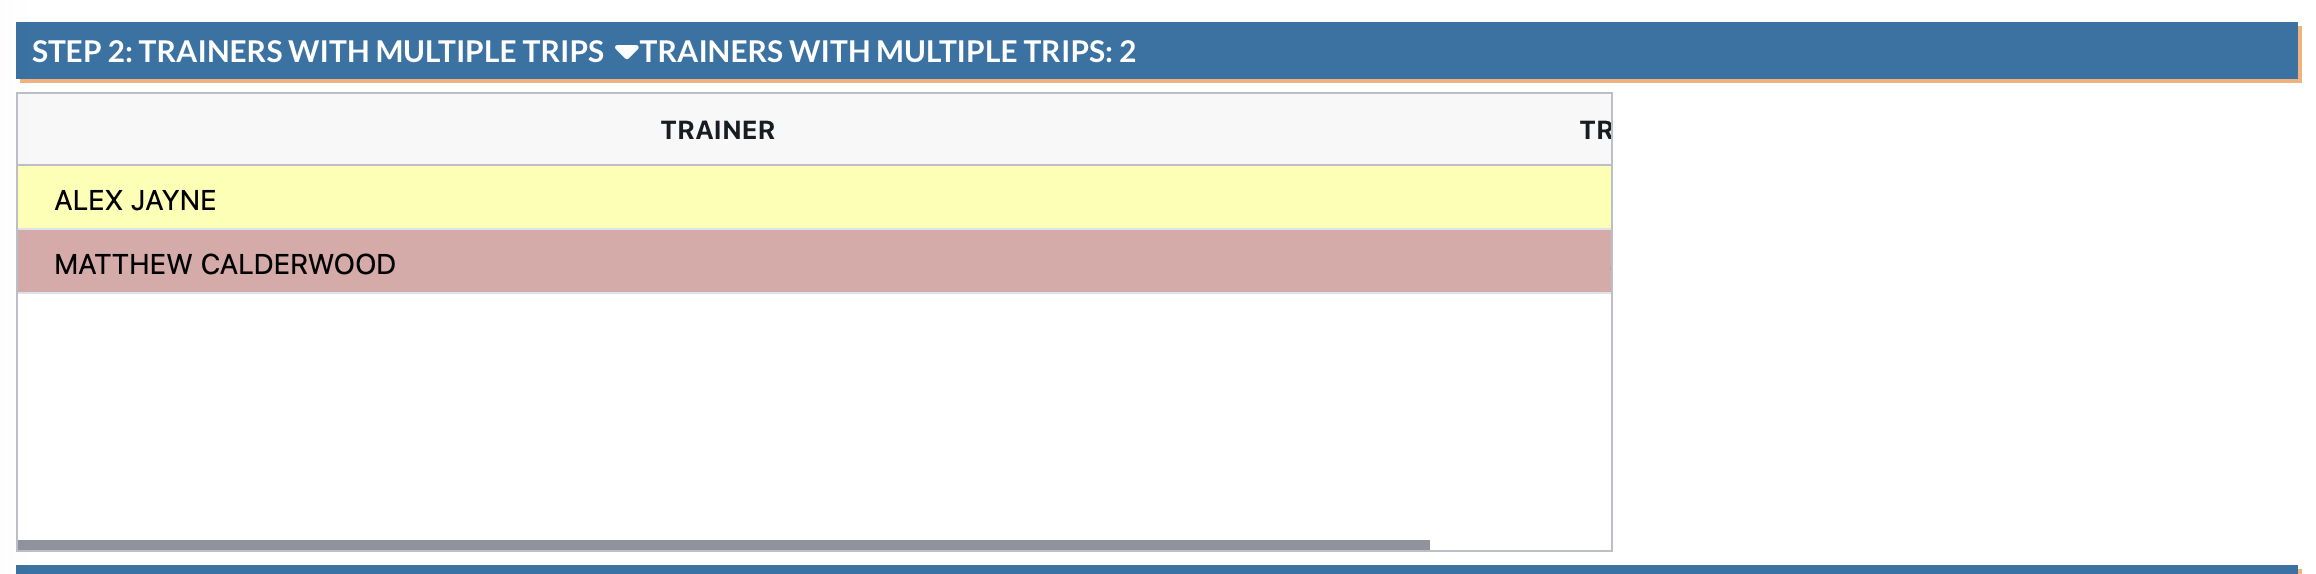 STEP 2: TRAINERS WITH MULTIPLE TRIPS TRAINERS WITH MULTIPLE TRIPS: 2
TRAINER TR
ALEX JAYNE
MATTHEW CALDERWOOD